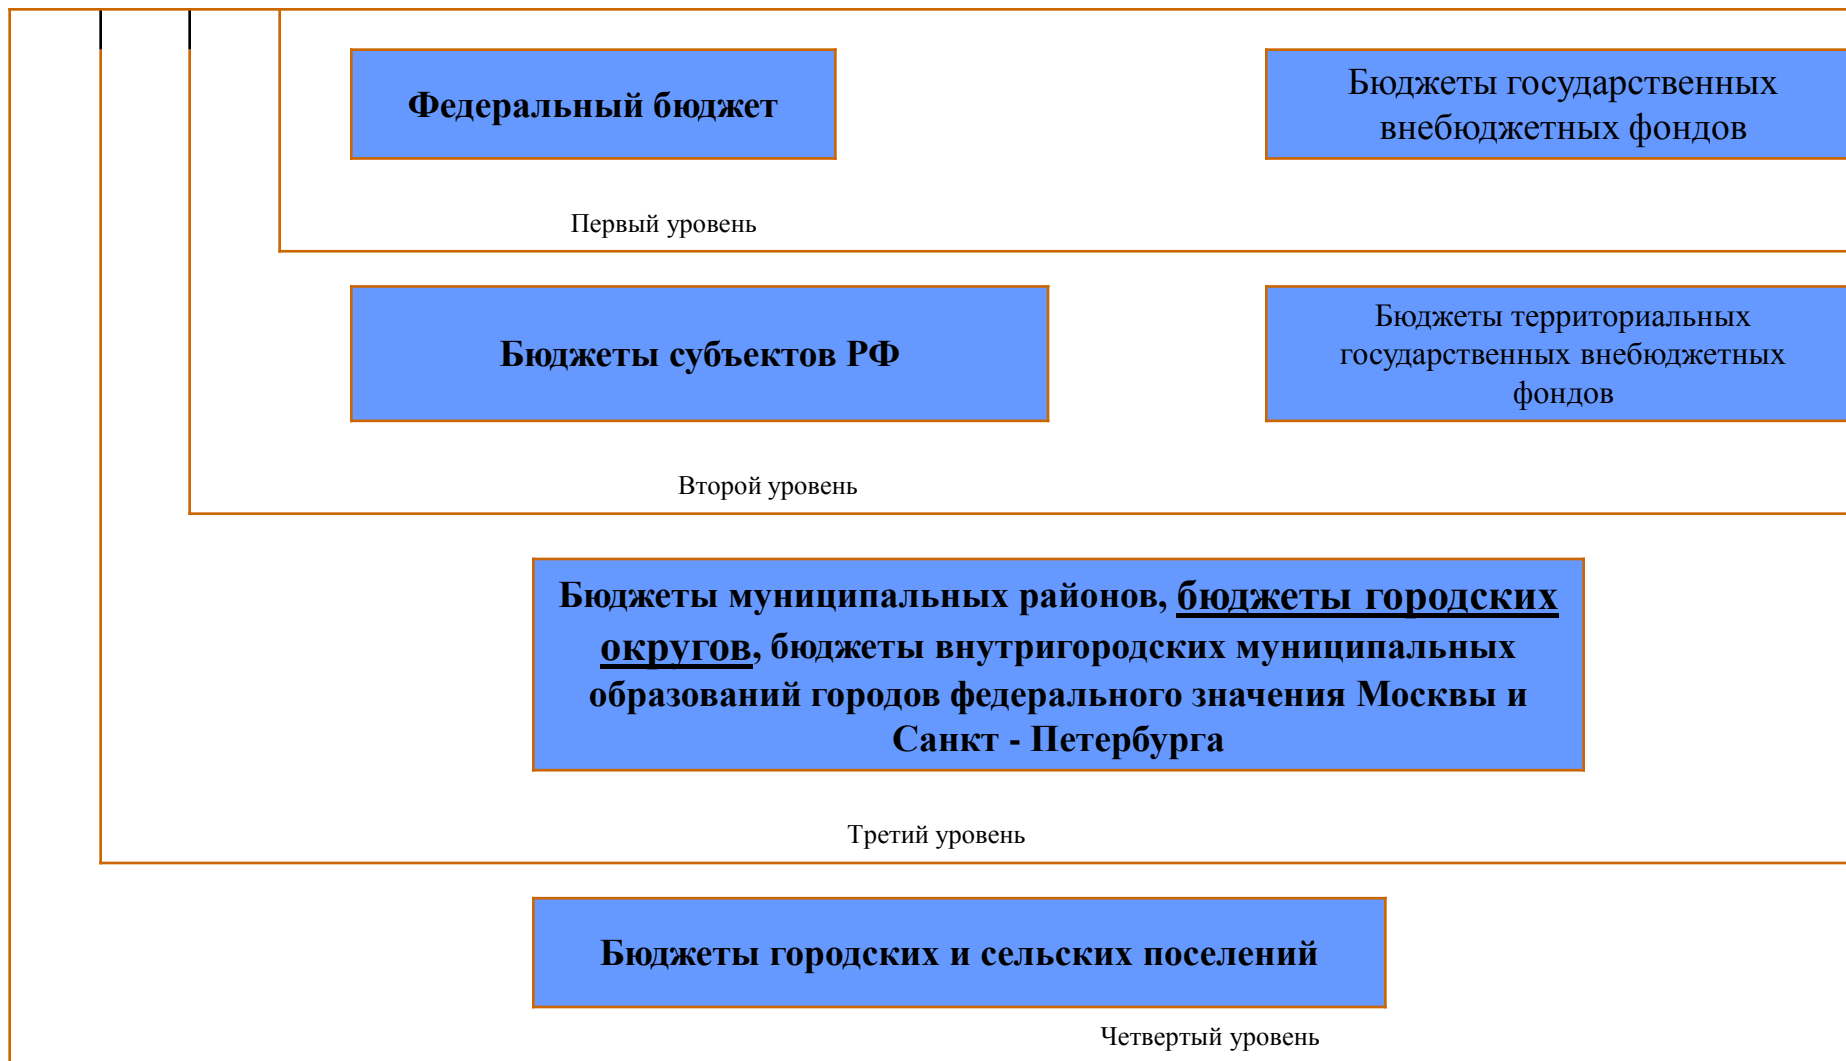 Федеральный бюджет
Бюджеты государственных
внебюджетных фондов
Первый уровень
Бюджеты субъектов РФ
Бюджеты территориальных
государственных внебюджетных
фондов
Второй уровень
Бюджеты муниципальных районов, бюджеты городских
округов, бюджеты внутригородских муниципальных
образований городов федерального значения Москвы и
Санкт - Петербурга
Третий уровень
Бюджеты городских и сельских поселений
Четвертый уровень